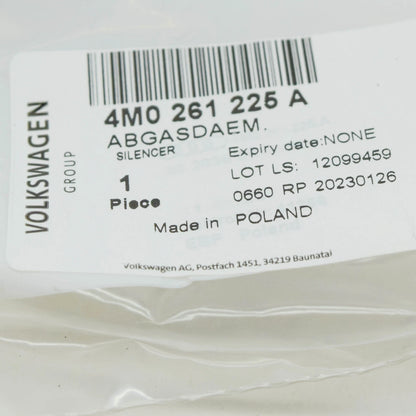 VOLKSWAGEN
GROUP
4M0 261 225 A
ABGASDAEM.
SILENCER
Expiry date:NONE
1
Piece
LOT LS: 12099459
0660 RP 20230126
Made in POLAND
Volkswagen AG, Postfach 1451, 34219 Baunatal